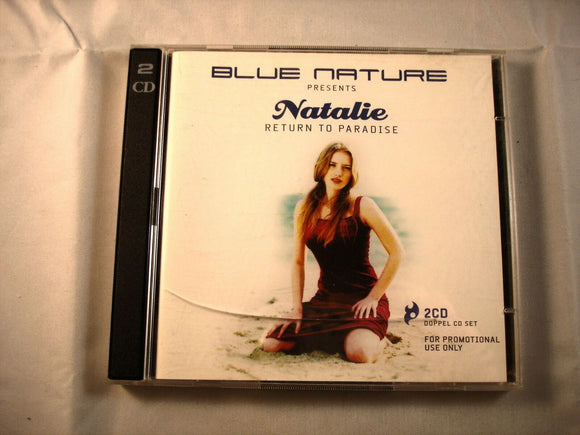 2
CD
BLUE NATURE
PRESENTS
Natalie
RETURN TO PARADISE
2CD
DOPPEL CD SET
FOR PROMOTIONAL
USE ONLY